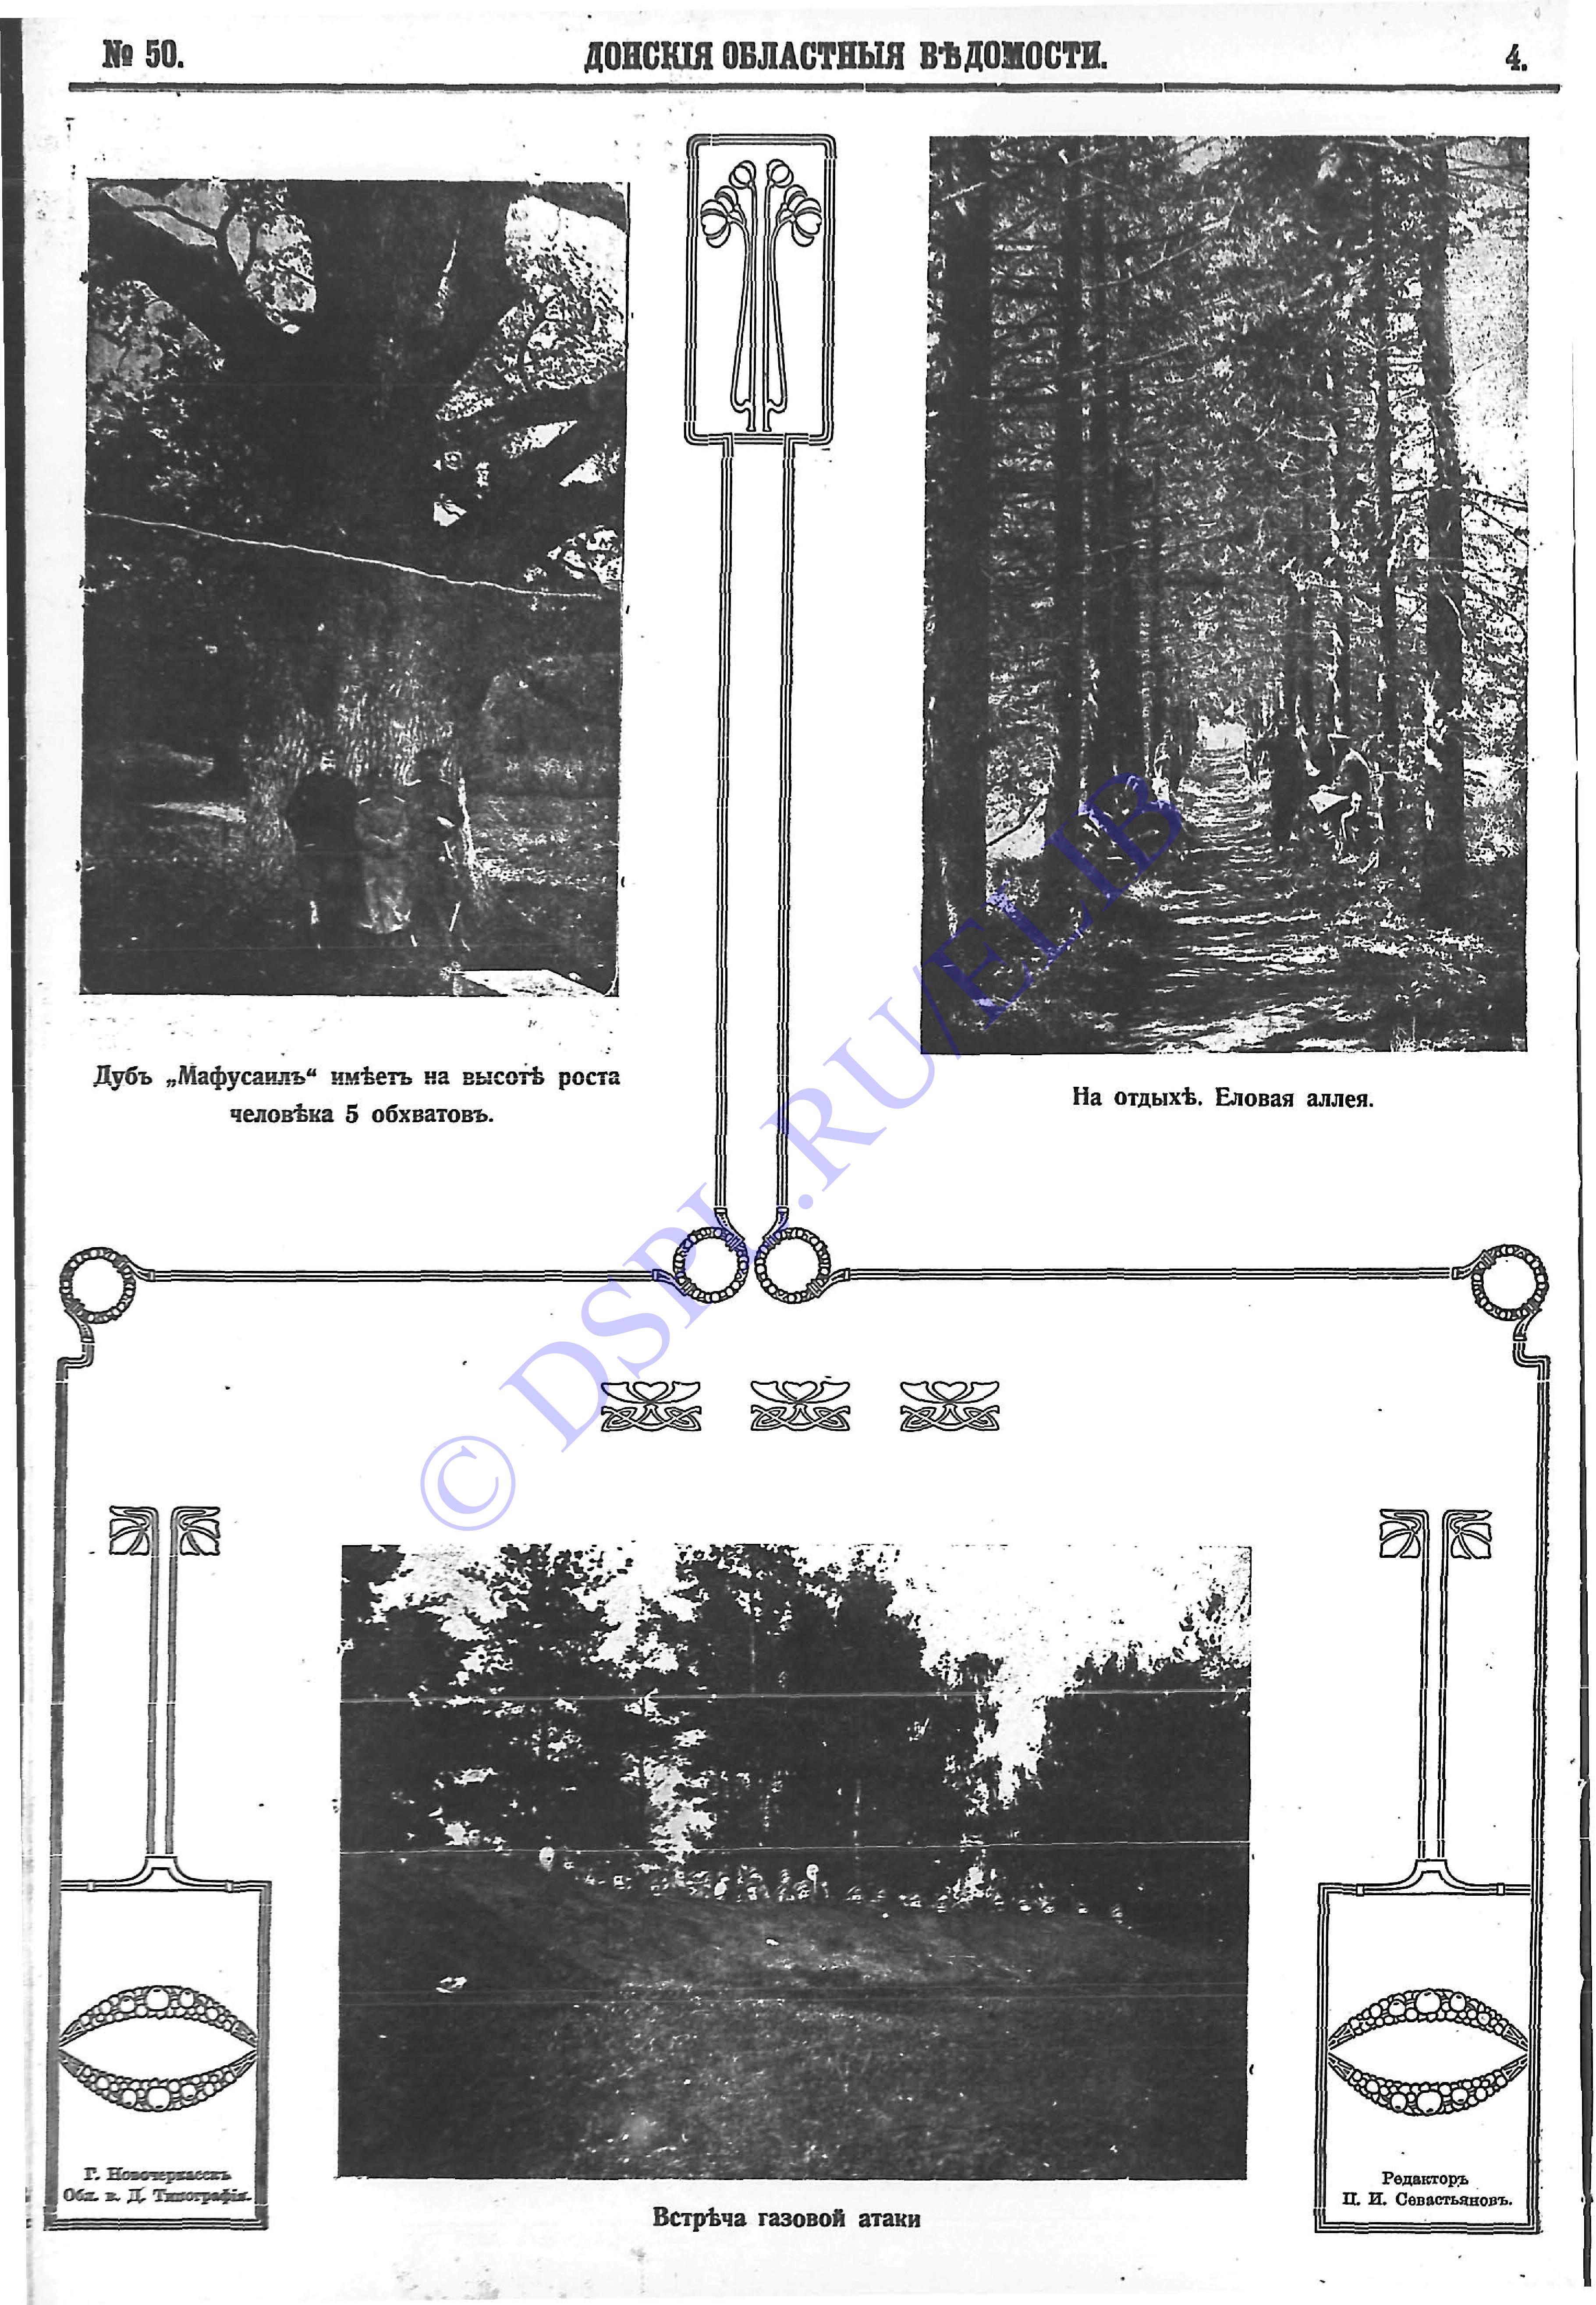 № 50.
ДОНСКІЯ ОБЛАСТНЫЯ ВѢДОМОСТИ.
4.
Дубъ „Мафусаилъ“ имѣетъ на высотѣ роста
человѣка 5 обхватовъ.
На отдыхѣ. Еловая аллея.
© DSPL.RU/ELIB
Г. Новочеркасскъ
Обл. в. Д. Типографія.
Встрѣча газовой атаки
Редакторъ
П. И. Севастьяновъ.